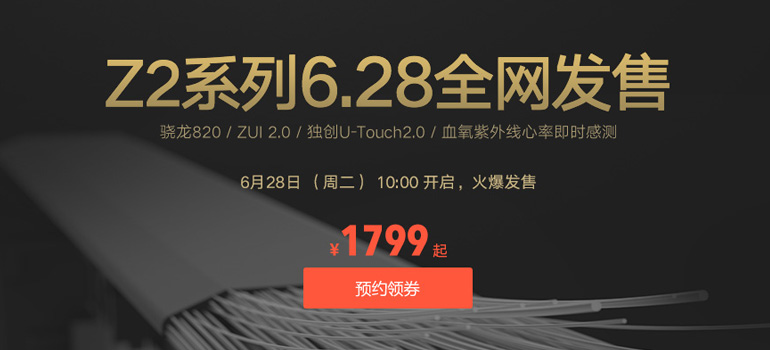 Z2系列6.28全网发售
骁龙820 / ZUI 2.0 / 独创U-Touch2.0 / 血氧紫外线心率即时感测
6月28日 （周二） 10:00 开启，火爆发售
¥1799起
预约领券